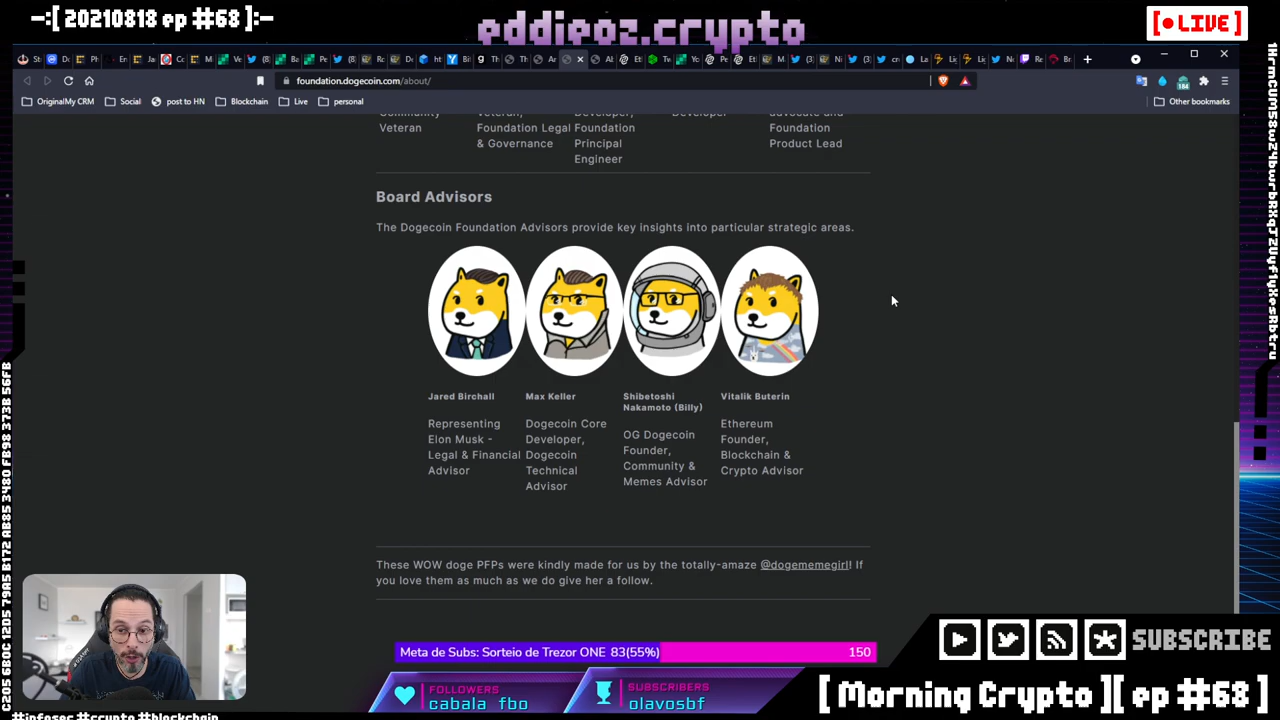 -:[ 20210818 ep #68 ]:-
eddieoz.crypto
[● LIVE]
foundation.dogecoin.com/about/
OriginalMy CRM
Social
post to HN
Blockchain
Live
personal
Other bookmarks
184
Community
Veteran
Veteran,
Foundation Legal
& Governance
Developer,
Foundation
Principal
Engineer
Developer
advocate and
Foundation
Product Lead
Board Advisors
The Dogecoin Foundation Advisors provide key insights into particular strategic areas.
Jared Birchall
Representing
Elon Musk -
Legal & Financial
Advisor
Max Keller
Dogecoin Core
Developer,
Dogecoin
Technical
Advisor
Shibetoshi
Nakamoto (Billy)
OG Dogecoin
Founder,
Community &
Memes Advisor
Vitalik Buterin
Ethereum
Founder,
Blockchain &
Crypto Advisor
These WOW doge PFPs were kindly made for us by the totally-amaze @dogememegirl! If
you love them as much as we do give her a follow.
Meta de Subs: Sorteio de Trezor ONE 83(55%)
150
FOLLOWERS
cabala_fbo
SUBSCRIBERS
olavosbf
SUBSCRIBE
[ Morning Crypto ][ ep #68 ]
#infosec #crypto #blockchain